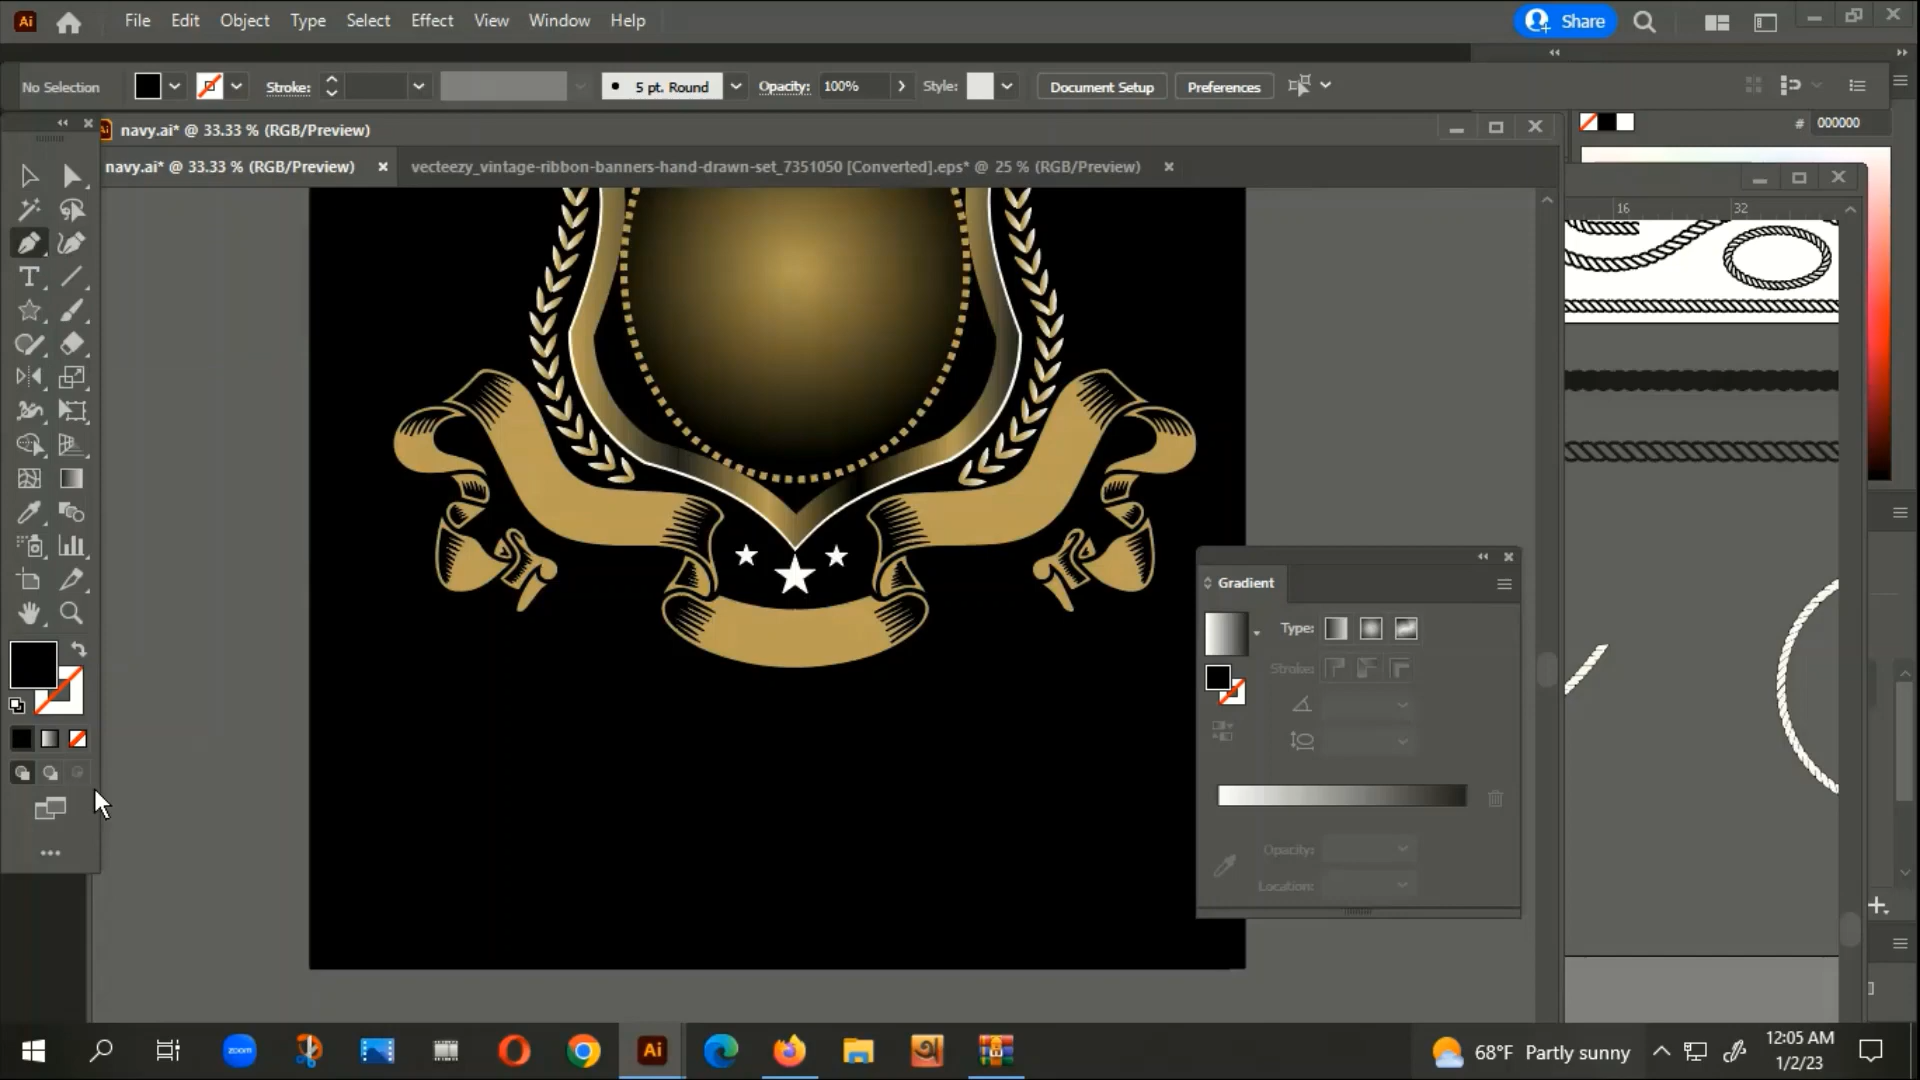 Ai File Edit Object Type Select Effect View Window Help Share
No Selection Stroke: 5 pt. Round Opacity: 100% Style: Document Setup Preferences
# 000000
Ai navy.ai* @ 33.33 % (RGB/Preview)
navy.ai* @ 33.33 % (RGB/Preview) vecteezy_vintage-ribbon-banners-hand-drawn-set_7351050 [Converted].eps* @ 25 % (RGB/Preview)
16 32
Gradient
Type:
Stroke:
Opacity:
Location:
zoom Ai 68°F Partly sunny 12:05 AM
1/2/23